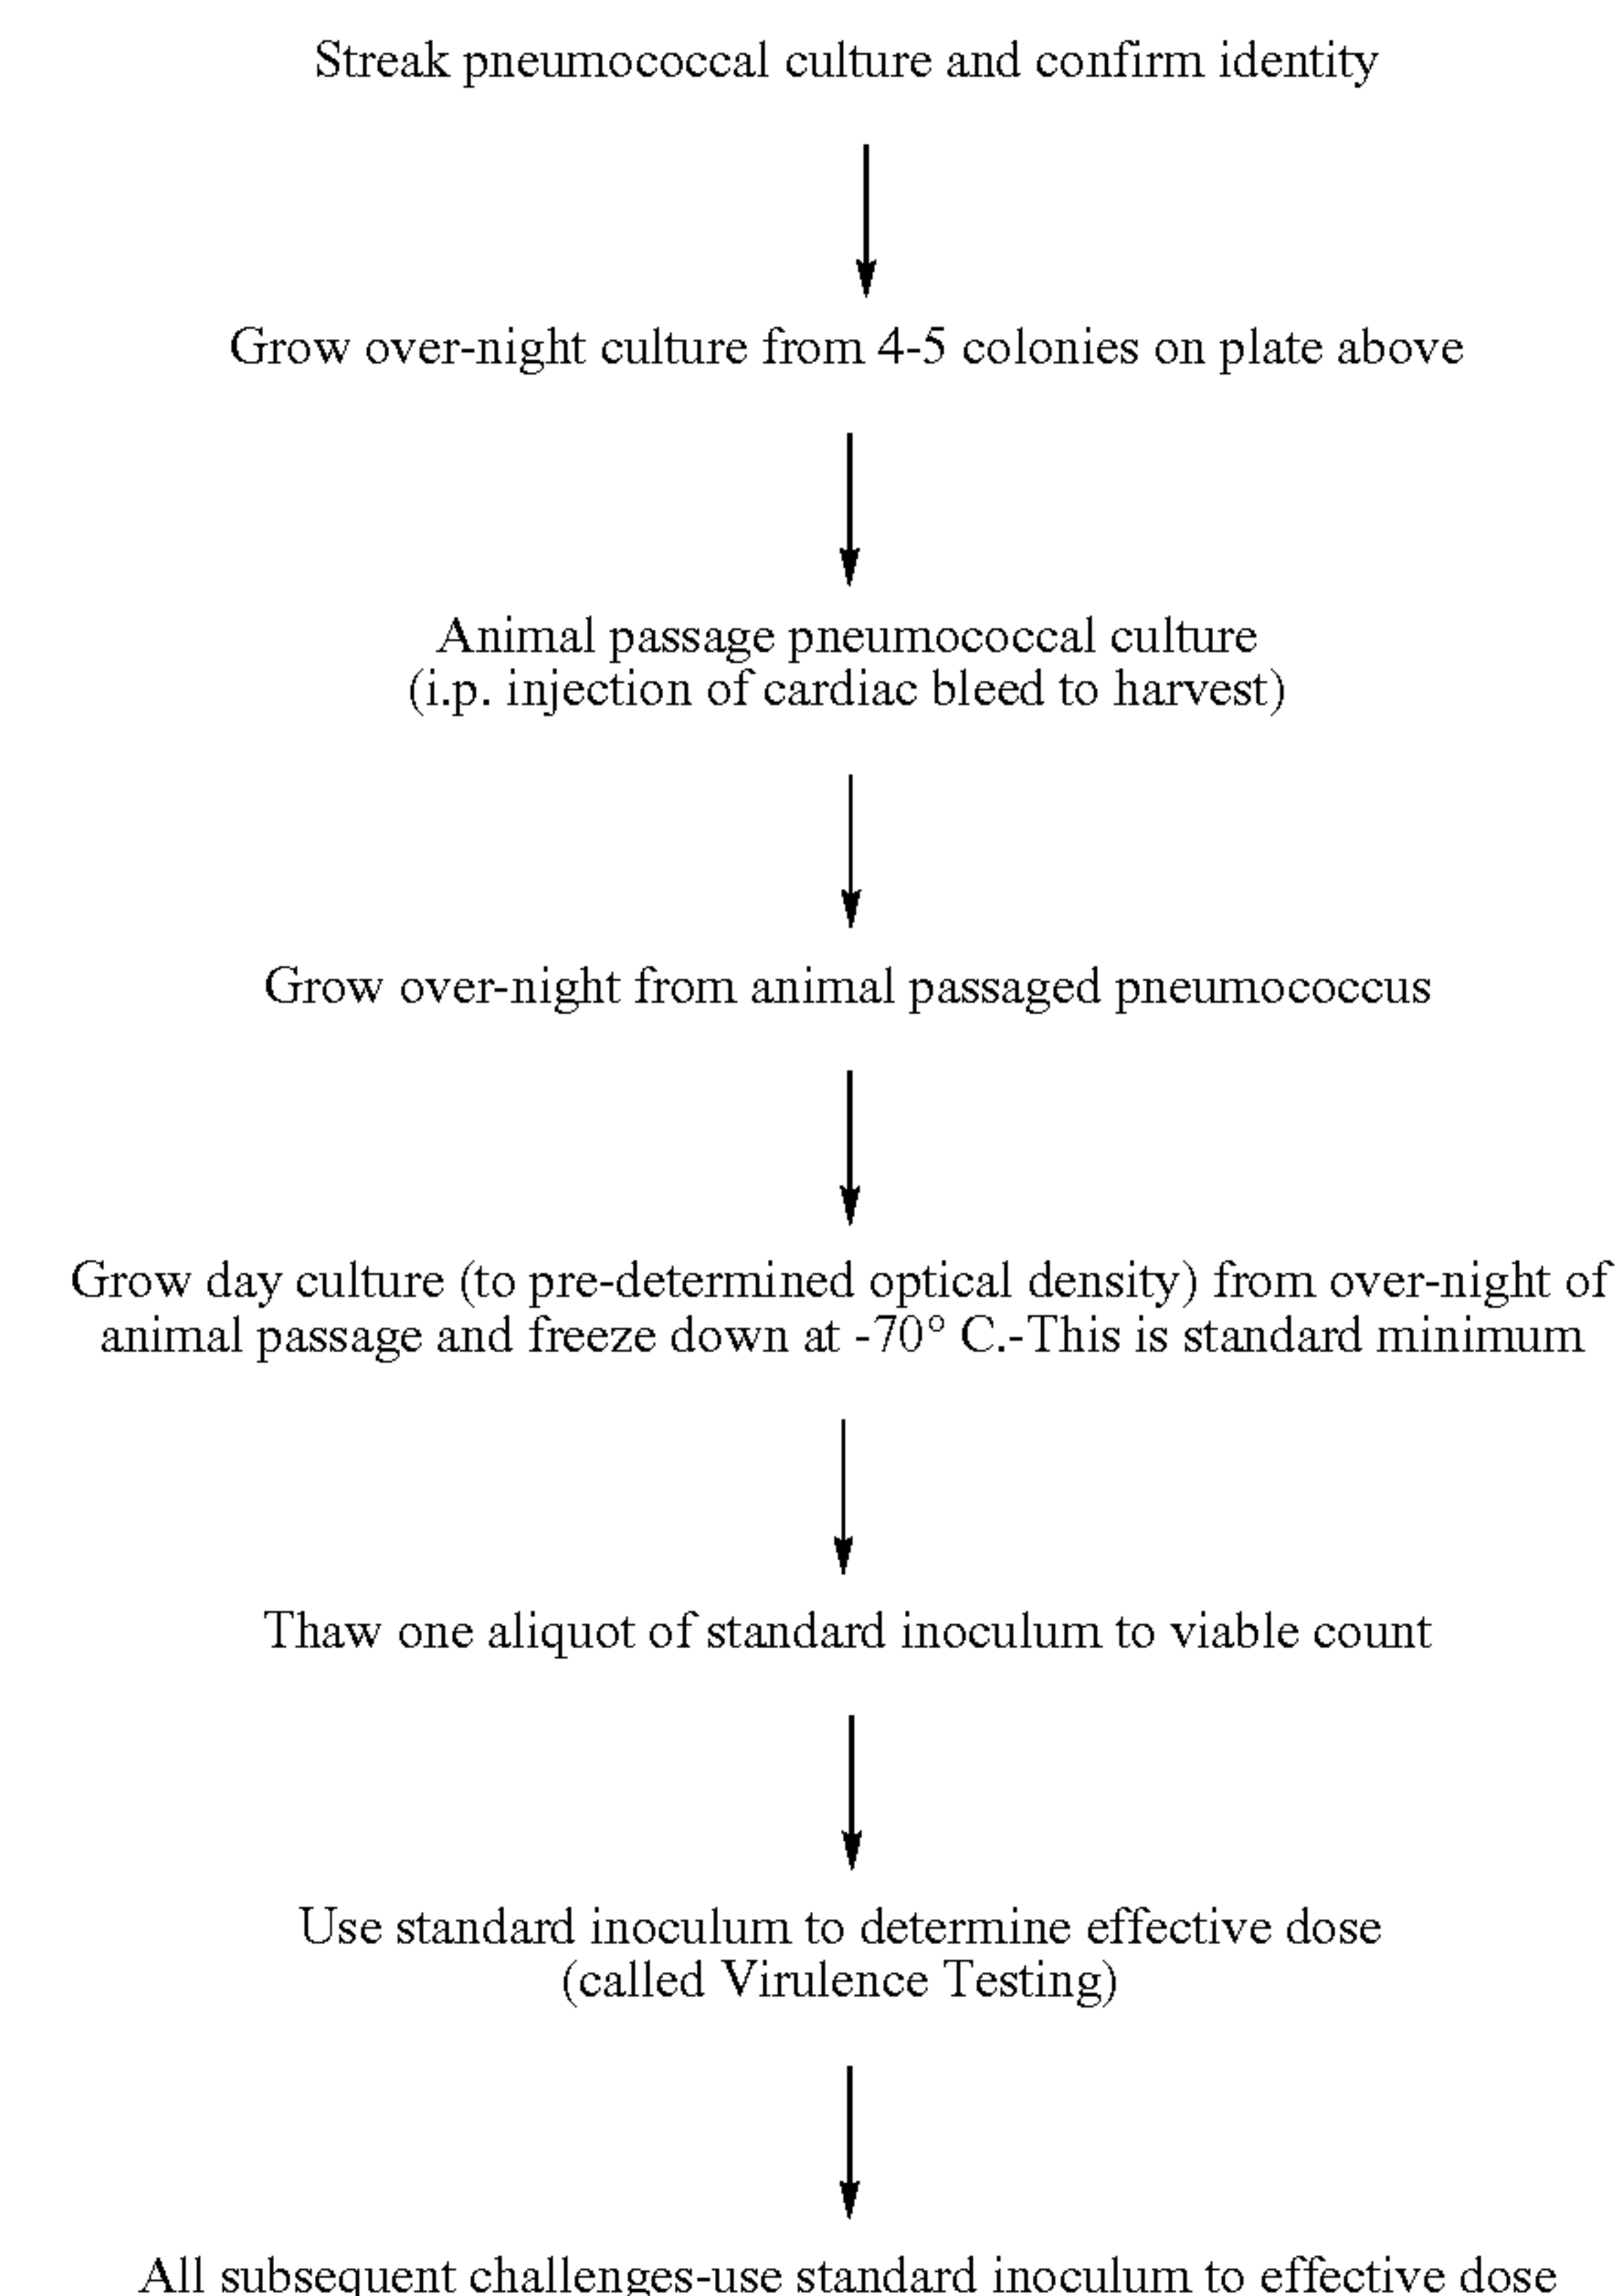 Streak pneumococcal culture and confirm identity
Grow over-night culture from 4-5 colonies on plate above
Animal passage pneumococcal culture
(i.p. injection of cardiac bleed to harvest)
Grow over-night from animal passaged pneumococcus
Grow day culture (to pre-determined optical density) from over-night of
animal passage and freeze down at -70° C.-This is standard minimum
Thaw one aliquot of standard inoculum to viable count
Use standard inoculum to determine effective dose
(called Virulence Testing)
All subsequent challenges-use standard inoculum to effective dose